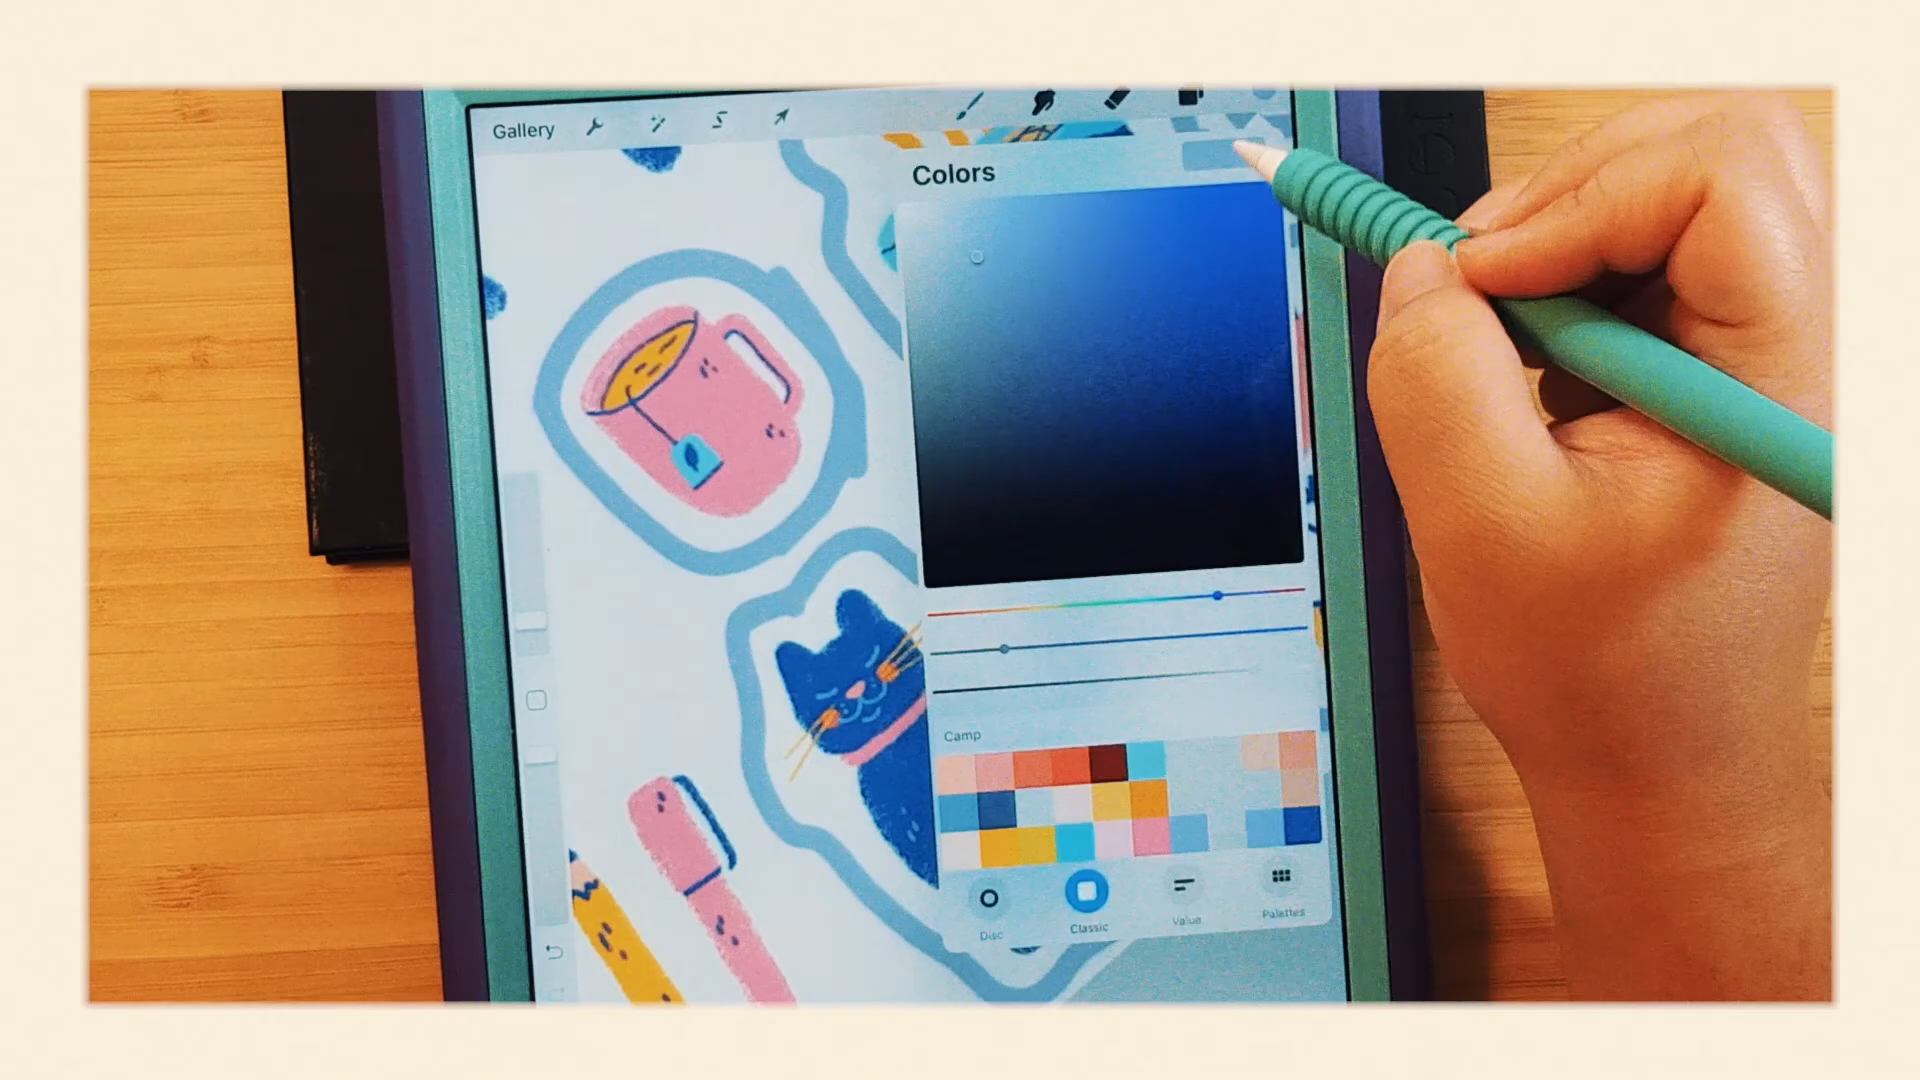 Gallery
Colors
Camp
Disc
Classic
Value
Palettes